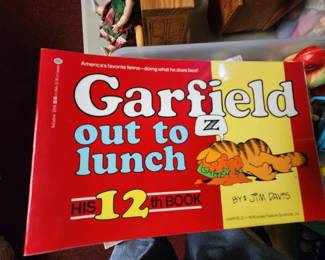 America's favorite feline—doing what he does best!
Garfield
out to
lunch
Z
HIS 12th BOOK
BY: JIM DAVIS